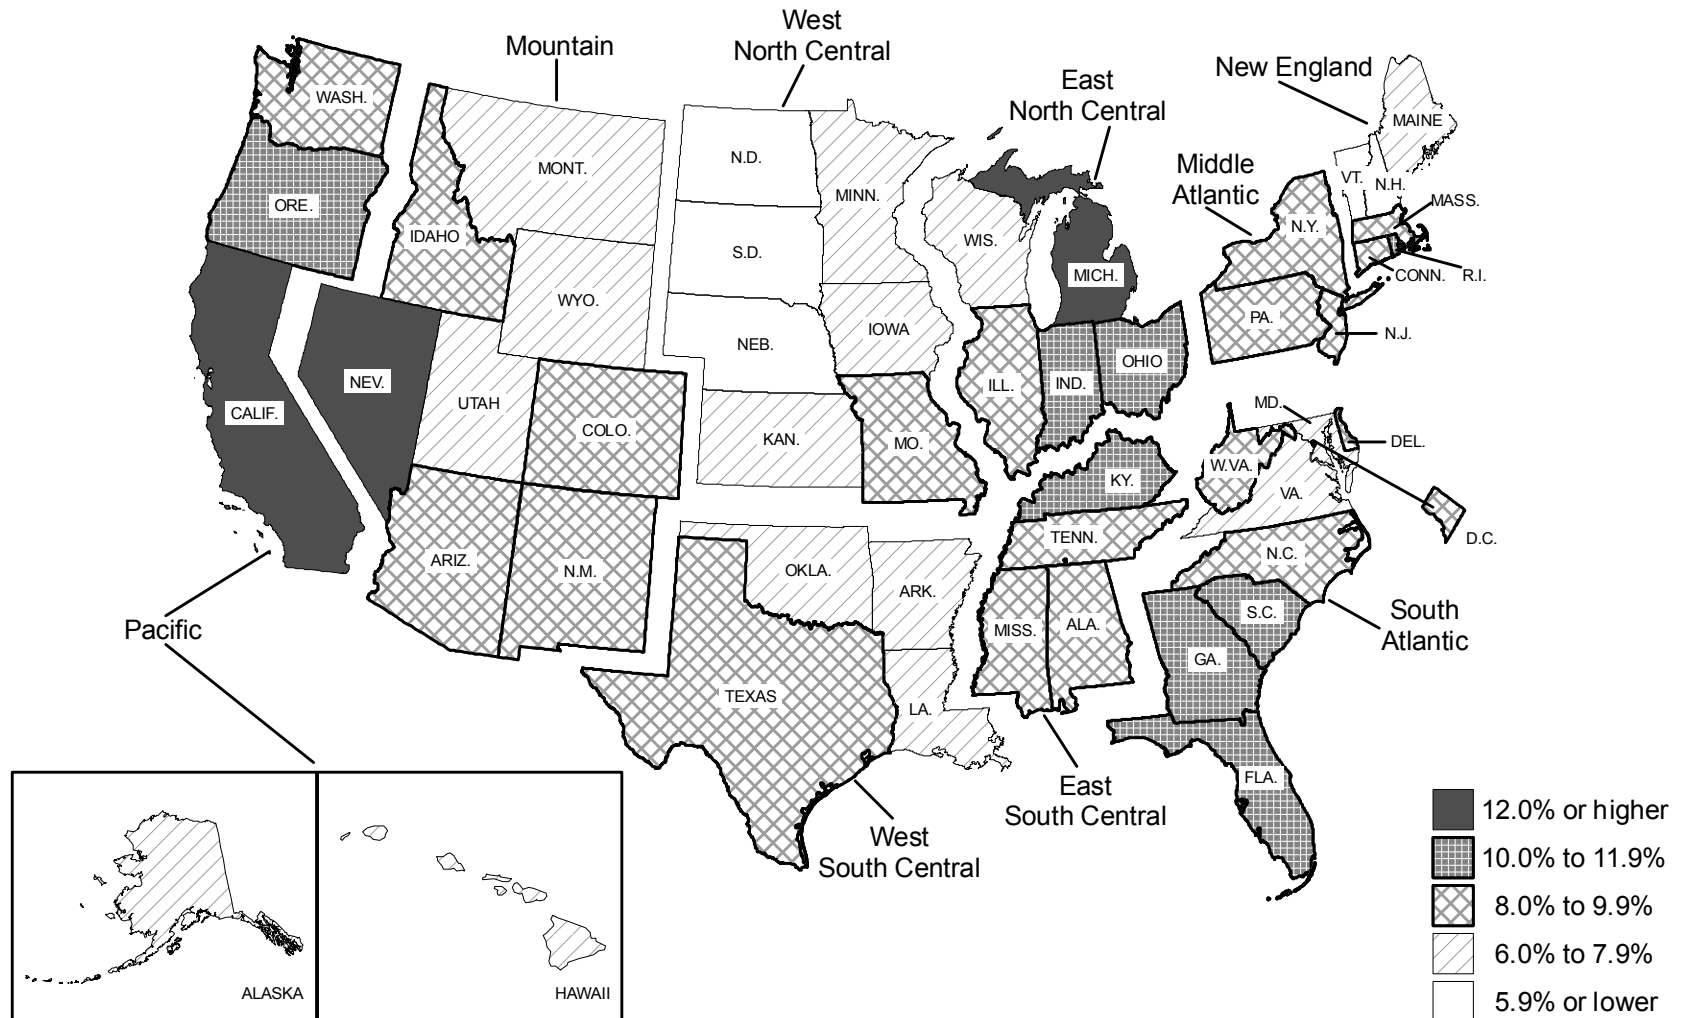 West
North Central
Mountain
East
North Central
New England
Middle
Atlantic
WASH.
MAINE
MONT.
N.D.
MINN.
VT.
N.H.
MASS.
ORE.
IDAHO
WIS.
N.Y.
S.D.
MICH.
CONN.
R.I.
WYO.
IOWA
PA.
N.J.
NEB.
OHIO
NEV.
ILL.
IND.
UTAH
CALIF.
COLO.
KAN.
MO.
MD.
DEL.
W.VA.
KY.
VA.
D.C.
TENN.
N.C.
ARIZ.
N.M.
OKLA.
ARK.
S.C.
South
Atlantic
Pacific
MISS.
ALA.
GA.
TEXAS
LA.
FLA.
East
South Central
West
South Central
ALASKA
HAWAII
12.0% or higher
10.0% to 11.9%
8.0% to 9.9%
6.0% to 7.9%
5.9% or lower